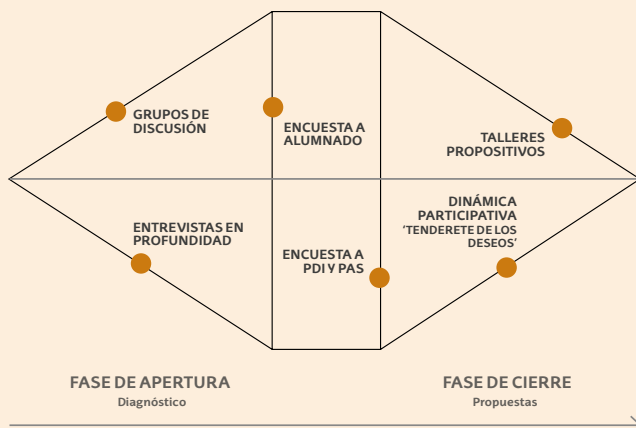 GRUPOS DE
DISCUSIÓN
ENCUESTA A
ALUMNADO
TALLERES
PROPOSITIVOS
ENTREVISTAS EN
PROFUNDIDAD
ENCUESTA A
PDI Y PAS
DINÁMICA
PARTICIPATIVA
'TENDERETE DE LOS
DESEOS'
FASE DE APERTURA
Diagnóstico
FASE DE CIERRE
Propuestas